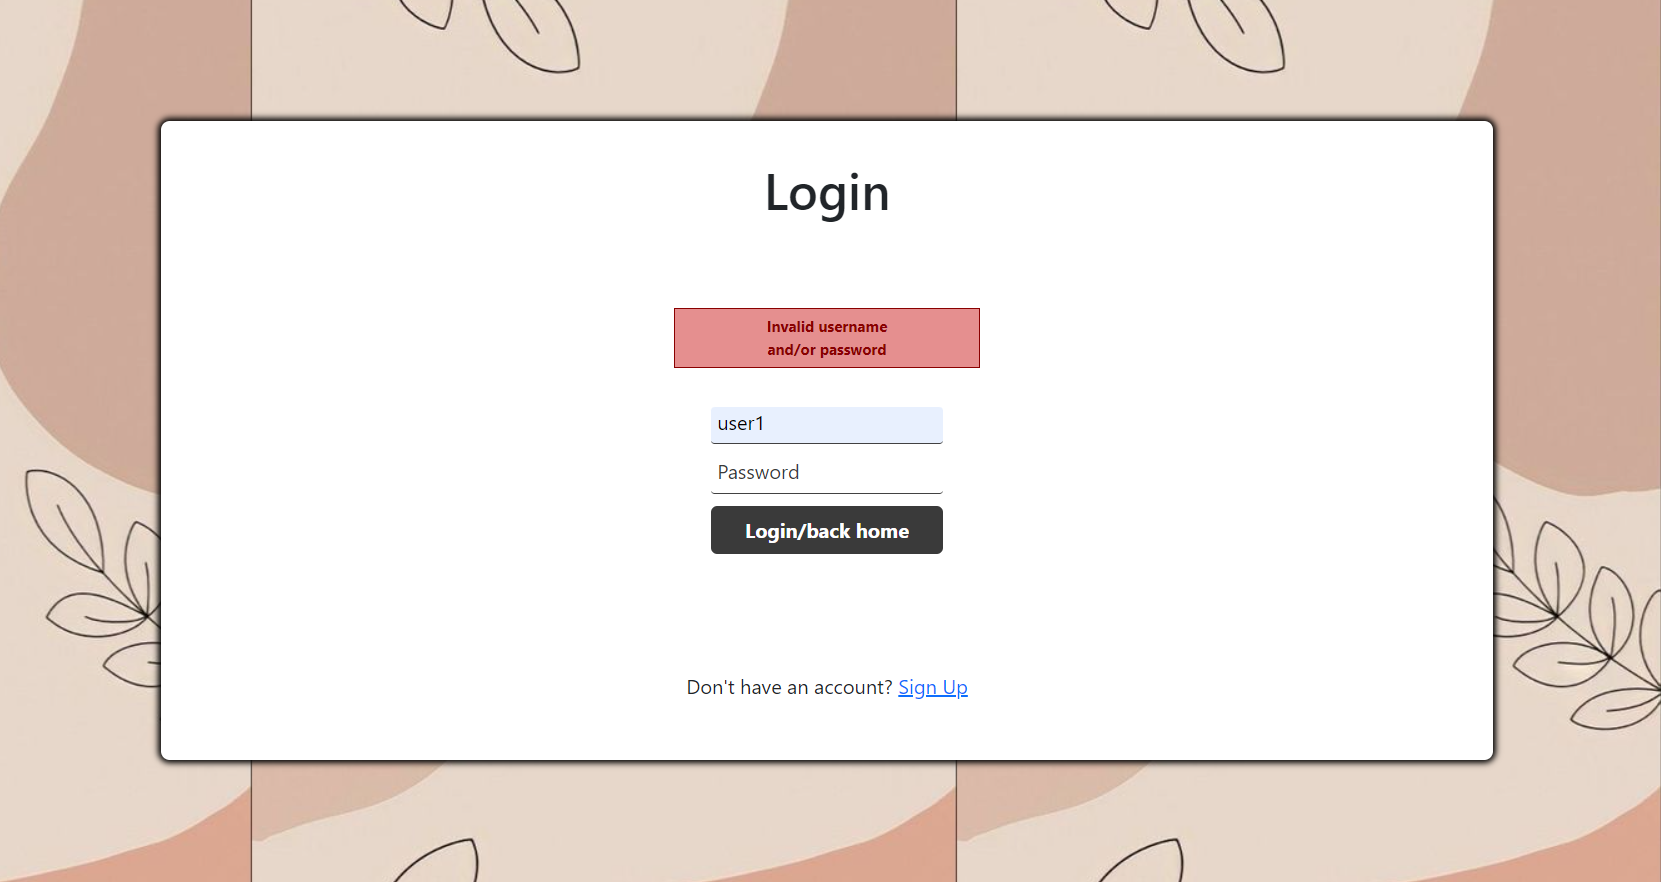 Login
Invalid username
and/or password
user1
Password
Login/back home
Don't have an account? Sign Up